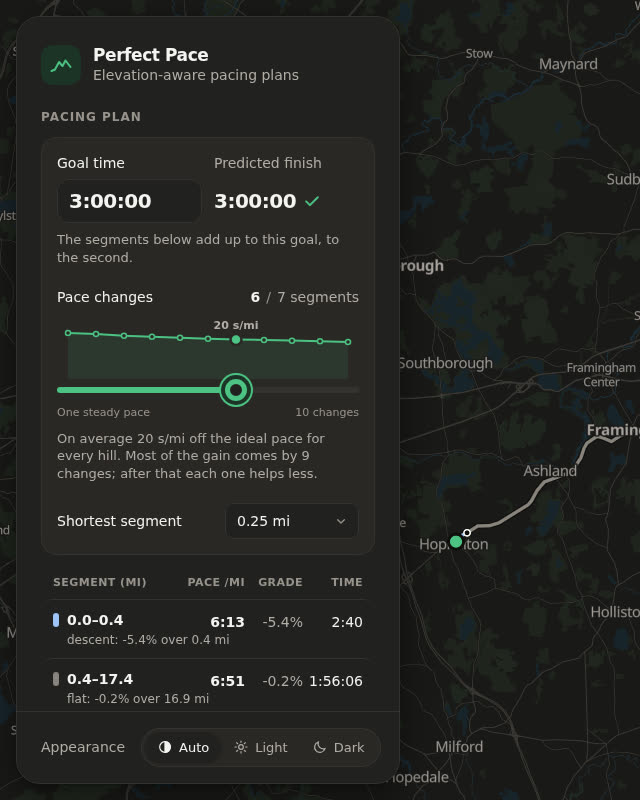 Perfect Pace
Elevation-aware pacing plans
PACING PLAN
Goal time
Predicted finish
3:00:00
3:00:00
The segments below add up to this goal, to
the second.
Pace changes
6 / 7 segments
20 s/mi
One steady pace
10 changes
On average 20 s/mi off the ideal pace for
every hill. Most of the gain comes by 9
changes; after that each one helps less.
Shortest segment
0.25 mi
SEGMENT (MI) PACE /MI GRADE TIME
0.0–0.4 6:13 -5.4% 2:40
descent: -5.4% over 0.4 mi
0.4–17.4 6:51 -0.2% 1:56:06
flat: -0.2% over 16.9 mi
Appearance
Auto
Light
Dark
Stow
Maynard
Sudb
rough
Southborough
Framingham
Center
Framing
Ashland
Hop ton
Hollisto
Milford
lopedale